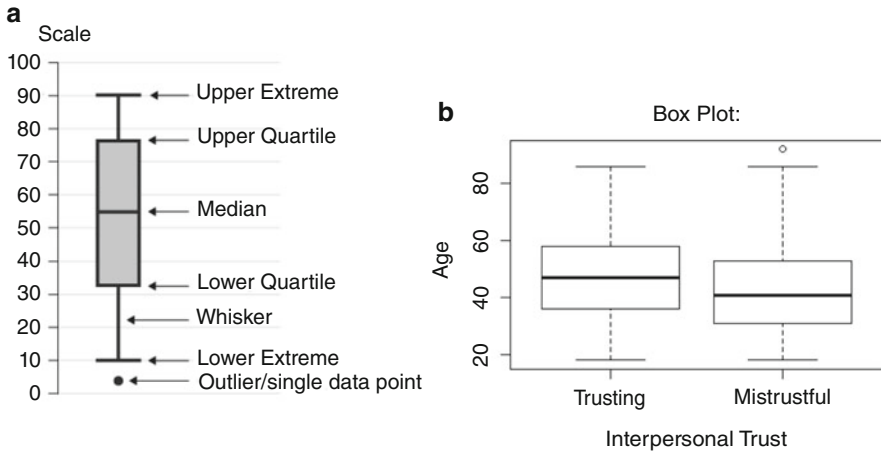 a
Scale
100
90
80
70
60
50
40
30
20
10
0
Upper Extreme
Upper Quartile
Median
Lower Quartile
Whisker
Lower Extreme
Outlier/single data point
b
Box Plot:
Age
80
60
40
20
Trusting Mistrustful
Interpersonal Trust